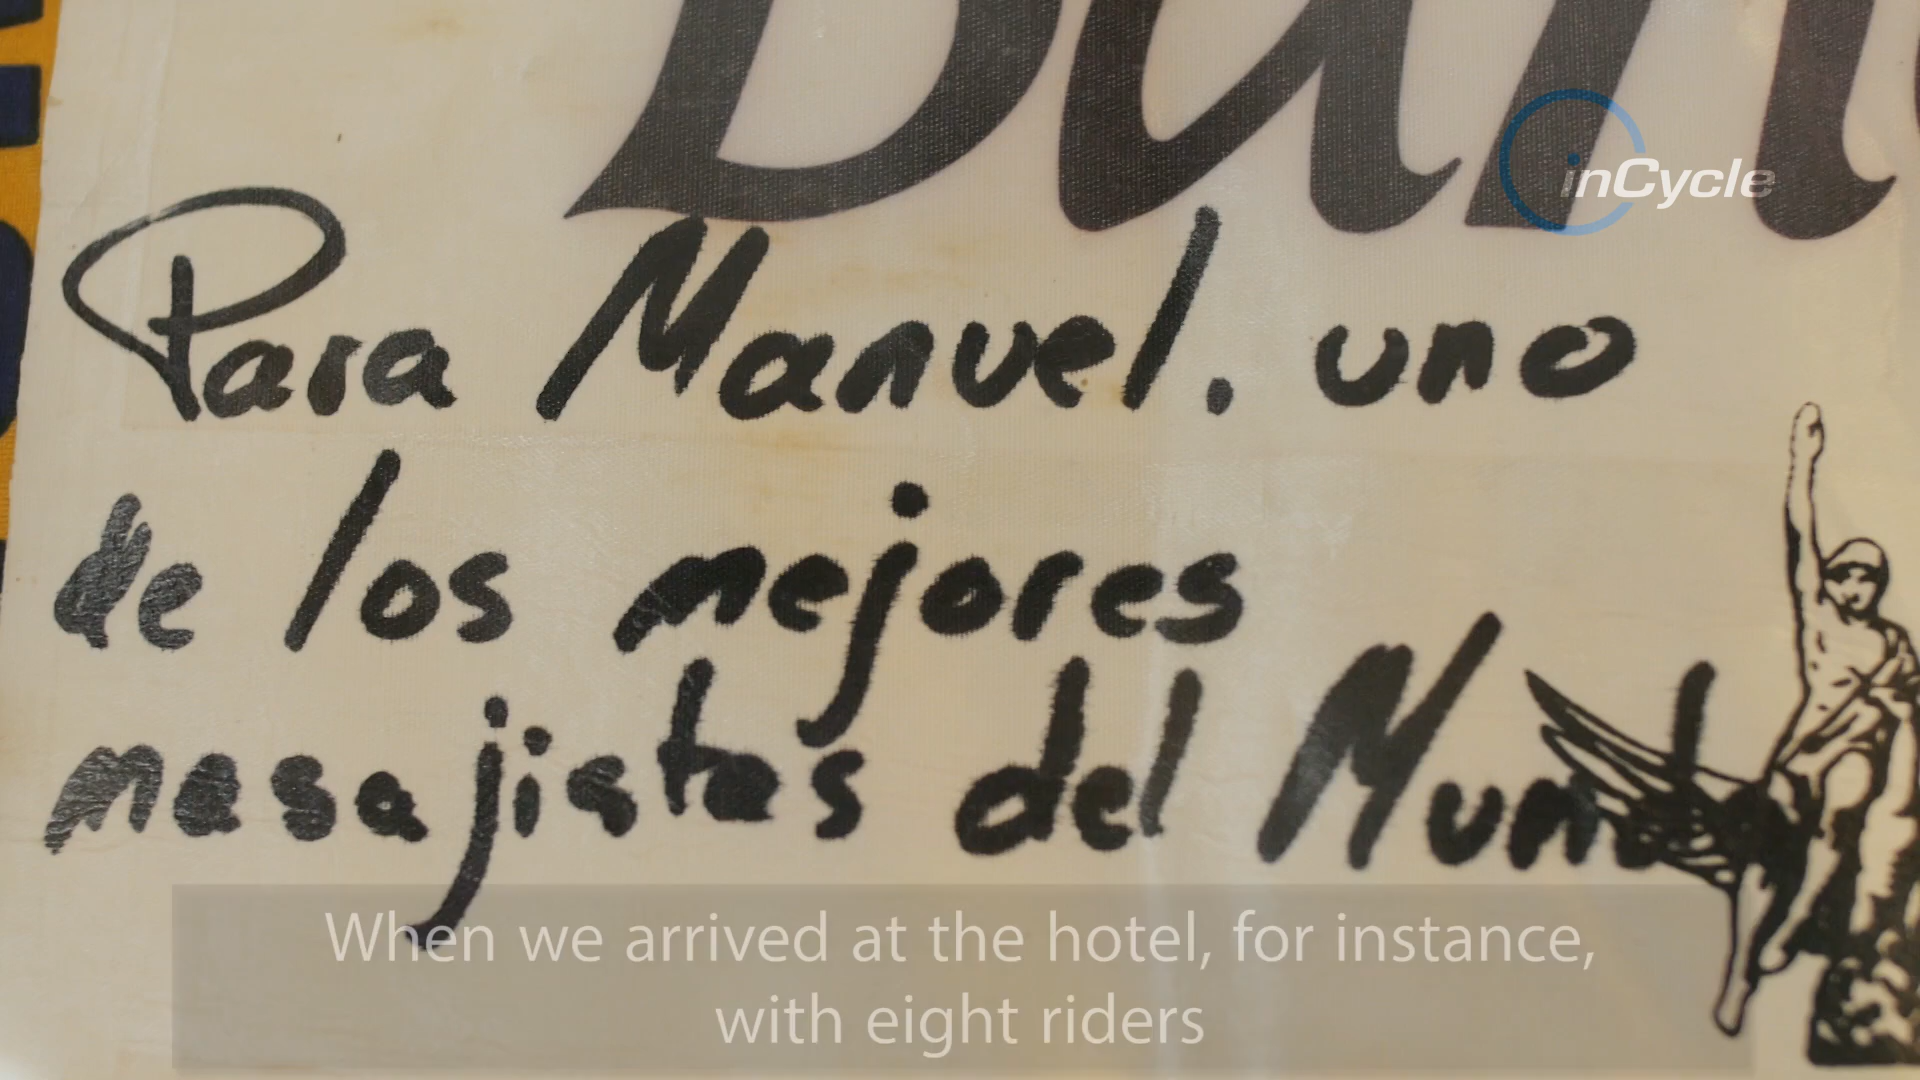 inCycle
Para Manuel. uno
de los mejores
masajistas del Mundo
When we arrived at the hotel, for instance,
with eight riders